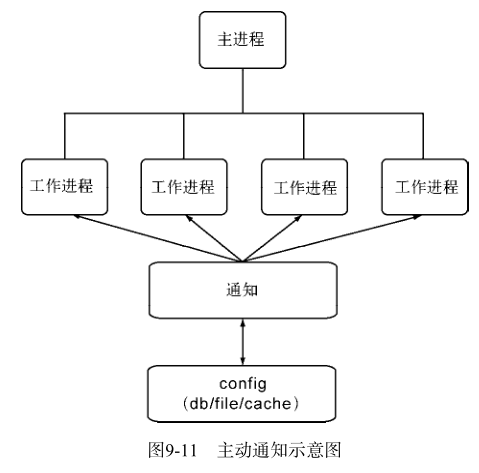 主进程
工作进程 工作进程 工作进程 工作进程
通知
config
（db/file/cache）
图9-11 主动通知示意图